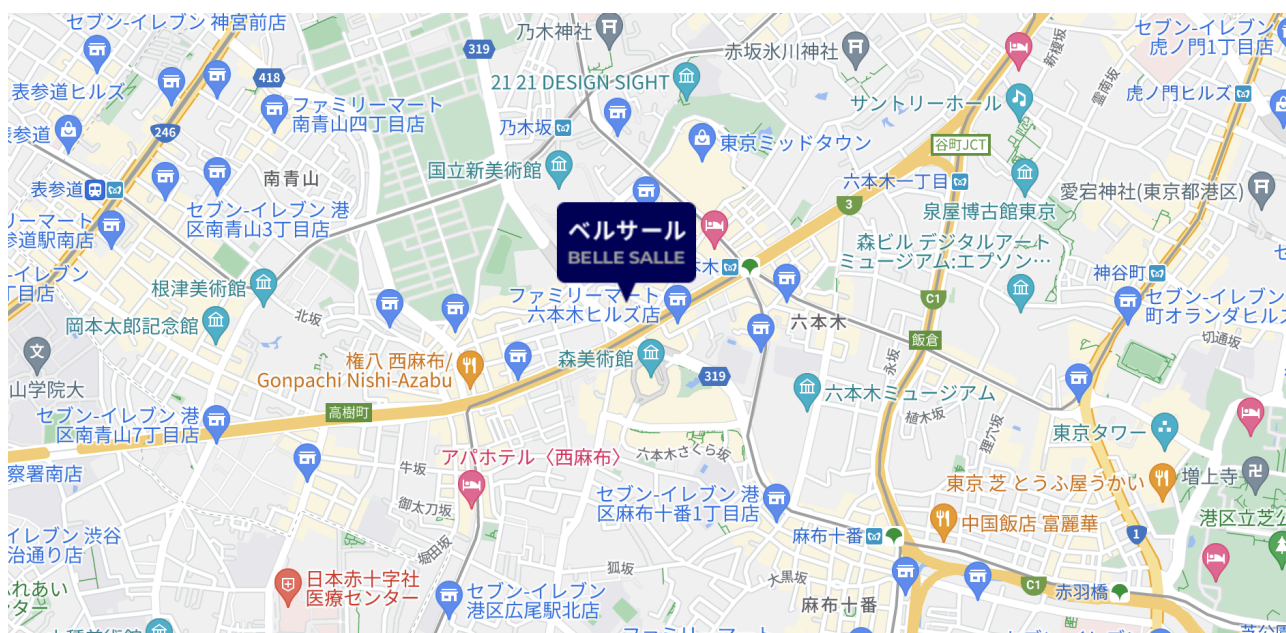 セブン-イレブン 神宮前店
319
乃木神社
赤坂氷川神社
新榎坂
セブン-イレブン
虎ノ門1丁目店
418
表参道ヒルズ
21 21 DESIGN SIGHT
霊南坂
ファミリーマート
南青山四丁目店
サントリーホール
虎ノ門ヒルズ
表参道
246
乃木坂
東京ミッドタウン
谷町JCT
国立新美術館
南青山
六本木一丁目
表参道
愛宕神社(東京都港区)
セブン-イレブン 港
区南青山3丁目店
3
泉屋博古館東京
リーマート
参道駅南店
ベルサール
BELLE SALLE
森ビル デジタルアート
ミュージアム:エプソン…
木
神谷町
イレブン
丁目店
根津美術館
ファミリーマート
六本木ヒルズ店
C1
セブン-イレブン
町オランダヒルズ
北坂
岡本太郎記念館
六本木
飯倉
切通坂
権八 西麻布/
Gonpachi Nishi-Azabu
森美術館
永坂
319
山学院大
六本木ミュージアム
高樹町
植木坂
狸穴坂
セブン-イレブン 港
区南青山7丁目店
東京タワー
六本木さくら坂
アパホテル〈西麻布〉
牛坂
察署南店
増上寺
東京 芝 とうふ屋うかい
セブン-イレブン 港
区麻布十番1丁目店
御太刀坂
中国飯店 富麗華
港区立芝公
イレブン 渋谷
治通り店
麻布十番
1
堀田坂
狐坂
大黒坂
日本赤十字社
医療センター
C1
赤羽橋
セブン-イレブン
港区広尾駅北店
れあい
ター
麻布十番
ファミリーマート
セブン-イレブン